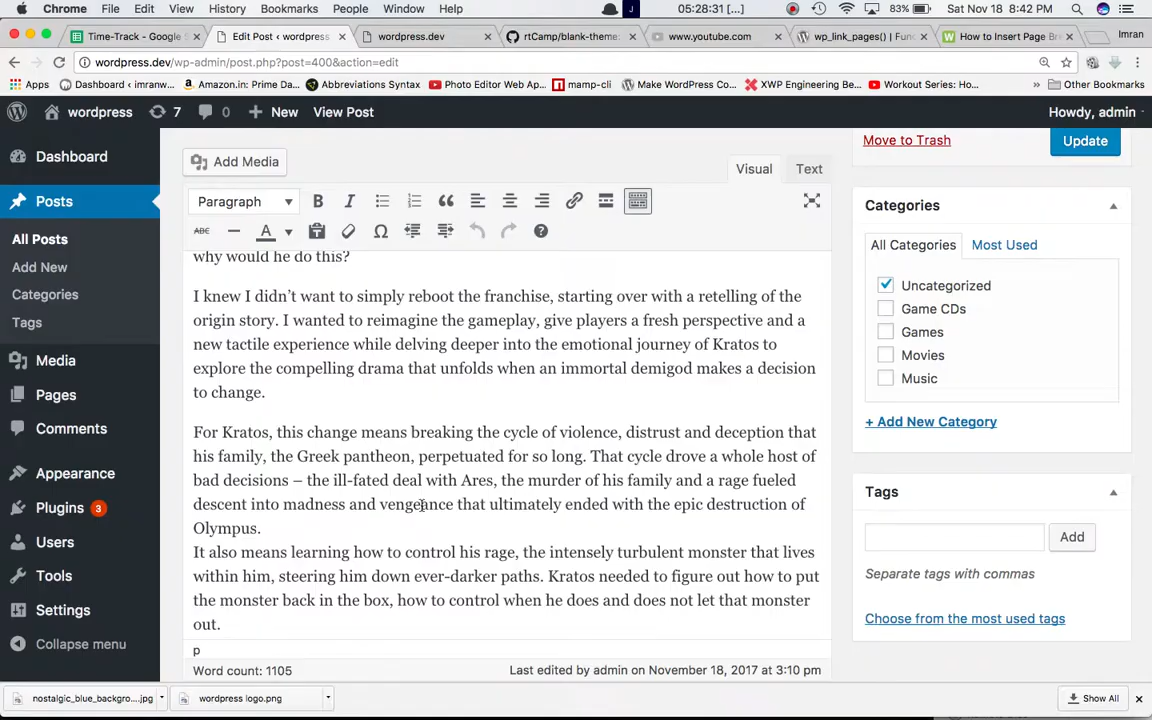 Chrome File Edit View History Bookmarks People Window Help 05:28:31 [...] J 83% Sat Nov 18 8:42 PM
Time-Track - Google Edit Post ‹ wordpress wordpress.dev rtCamp/blank-theme www.youtube.com wp_link_pages() | Fun How to Insert Page Br Imran
wordpress.dev/wp-admin/post.php?post=400&action=edit
Apps Dashboard ‹ imranw... Amazon.in: Prime Da... Abbreviations Syntax Photo Editor Web Ap... mamp-cli Make WordPress Co... XWP Engineering Be... Workout Series: Ho... » Other Bookmarks
wordpress 7 0 New View Post Howdy, admin
Dashboard
Posts
All Posts
Add New
Categories
Tags
Media
Pages
Comments
Appearance
Plugins 3
Users
Tools
Settings
Collapse menu
Add Media
Visual Text
Paragraph B I
ABC A Ω
why would he do this?
I knew I didn’t want to simply reboot the franchise, starting over with a retelling of the
origin story. I wanted to reimagine the gameplay, give players a fresh perspective and a
new tactile experience while delving deeper into the emotional journey of Kratos to
explore the compelling drama that unfolds when an immortal demigod makes a decision
to change.
For Kratos, this change means breaking the cycle of violence, distrust and deception that
his family, the Greek pantheon, perpetuated for so long. That cycle drove a whole host of
bad decisions – the ill-fated deal with Ares, the murder of his family and a rage fueled
descent into madness and vengeance that ultimately ended with the epic destruction of
Olympus.
It also means learning how to control his rage, the intensely turbulent monster that lives
within him, steering him down ever-darker paths. Kratos needed to figure out how to put
the monster back in the box, how to control when he does and does not let that monster
out.
p
Word count: 1105 Last edited by admin on November 18, 2017 at 3:10 pm
Move to Trash Update
Categories
All Categories Most Used
Uncategorized
Game CDs
Games
Movies
Music
+ Add New Category
Tags
Add
Separate tags with commas
Choose from the most used tags
nostalgic_blue_backgro....jpg wordpress logo.png Show All